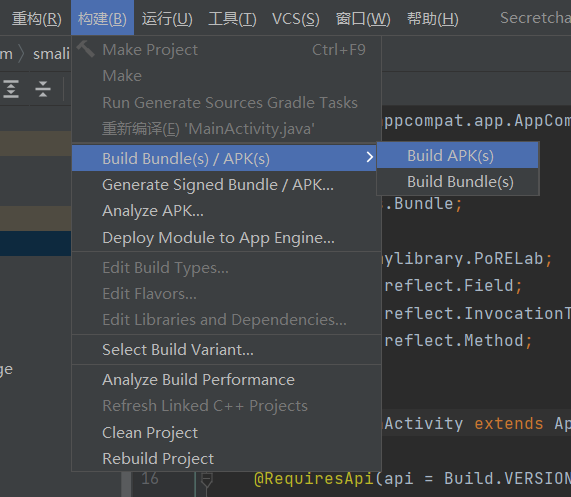 重构(R) 构建(B) 运行(U) 工具(T) VCS(S) 窗口(W) 帮助(H) Secretcha
m smali
Make Project Ctrl+F9
Make
Run Generate Sources Gradle Tasks
重新编译(E) 'MainActivity.java'
Build Bundle(s) / APK(s)
Generate Signed Bundle / APK...
Analyze APK...
Deploy Module to App Engine...
Edit Build Types...
Edit Flavors...
Edit Libraries and Dependencies...
Select Build Variant...
Analyze Build Performance
Refresh Linked C++ Projects
Clean Project
Rebuild Project
Build APK(s)
Build Bundle(s)
ppcompat.app.AppCom
s.Bundle;
ylibrary.PoRELab;
reflect.Field;
reflect.InvocationT
reflect.Method;
ge
Activity extends Ap
16 @RequiresApi(api = Build.VERSION